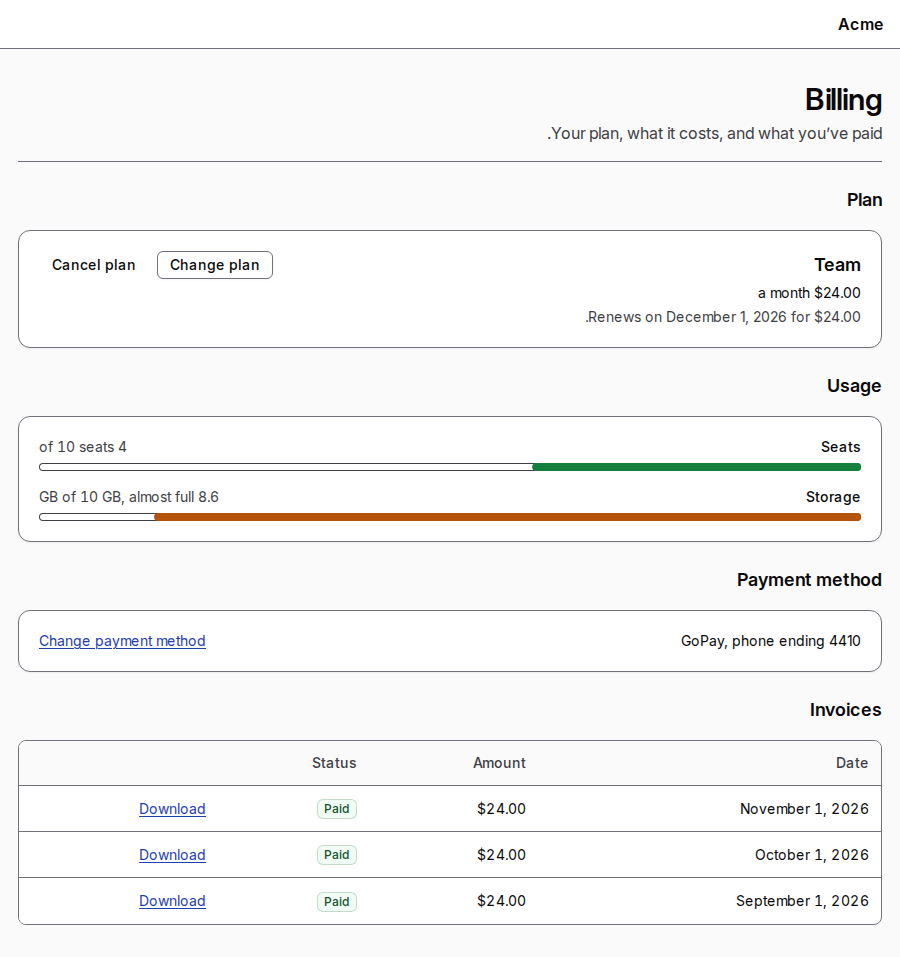 Acme
Billing
Your plan, what it costs, and what you've paid.
Plan
Team
$24.00 a month
Renews on December 1, 2026 for $24.00.
Change plan
Cancel plan
Usage
Seats
4 of 10 seats
Storage
8.6 GB of 10 GB, almost full
Payment method
GoPay, phone ending 4410
Change payment method
Invoices
Date Amount Status
November 1, 2026 $24.00 Paid Download
October 1, 2026 $24.00 Paid Download
September 1, 2026 $24.00 Paid Download